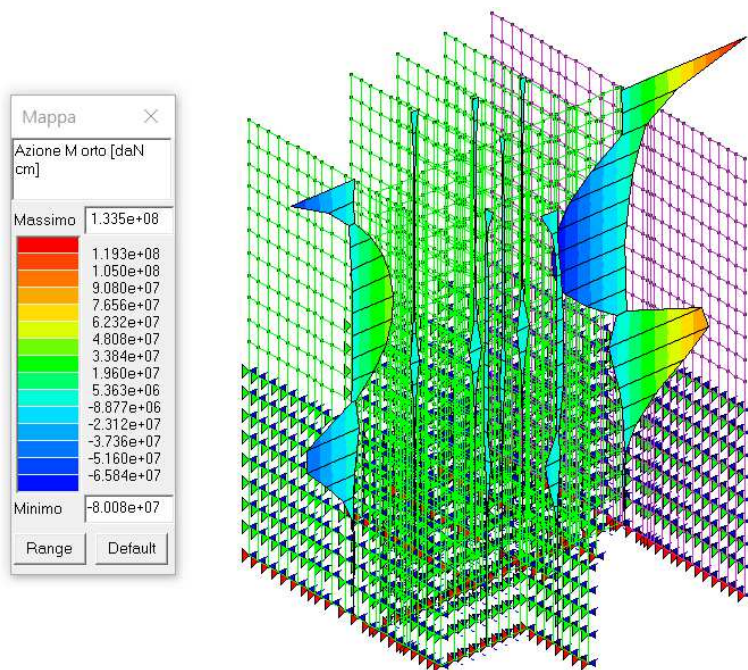 Mappa
Azione M orto [daN
cm]
Massimo 1.335e+08
1.193e+08
1.050e+08
9.080e+07
7.656e+07
6.232e+07
4.808e+07
3.384e+07
1.960e+07
5.363e+06
-8.877e+06
-2.312e+07
-3.736e+07
-5.160e+07
-6.584e+07
Minimo -8.008e+07
Range Default